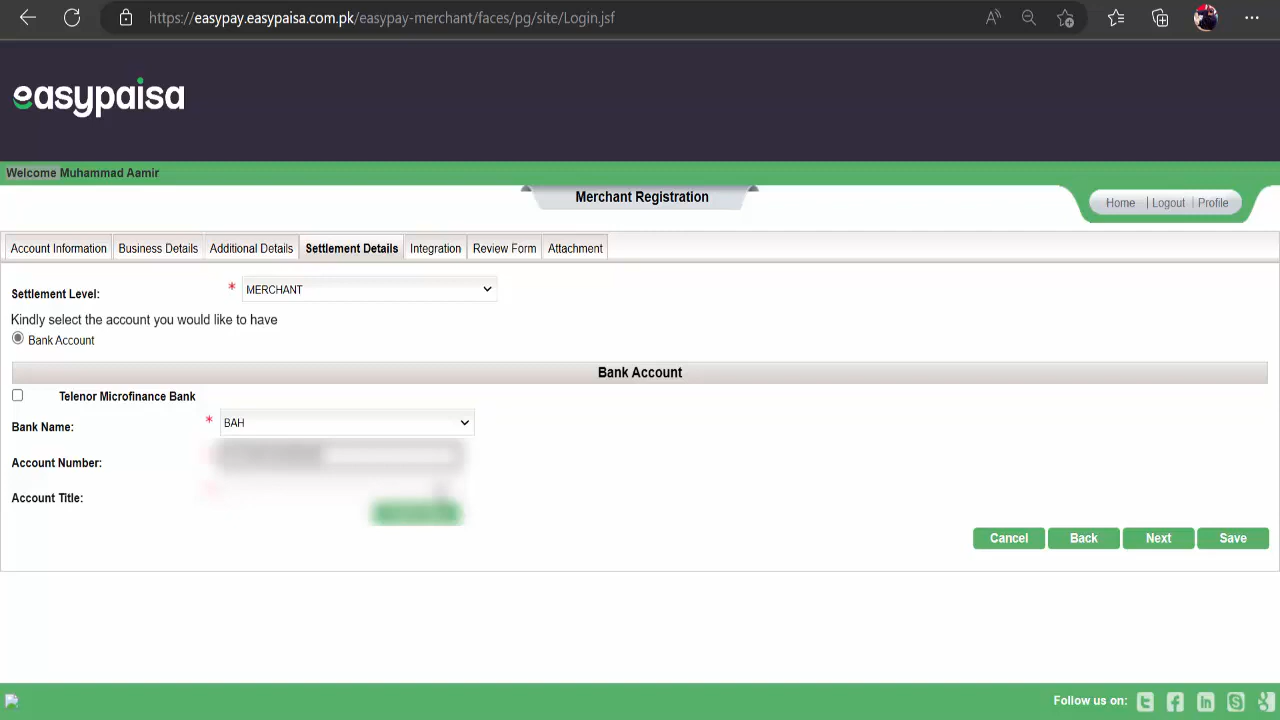 https://easypay.easypaisa.com.pk/easypay-merchant/faces/pg/site/Login.jsf
easypaisa
Welcome Muhammad Aamir
Merchant Registration
Home | Logout | Profile
Account Information Business Details Additional Details Settlement Details Integration Review Form Attachment
Settlement Level: * MERCHANT
Kindly select the account you would like to have
Bank Account
Bank Account
Telenor Microfinance Bank
Bank Name: * BAH
Account Number:
Account Title:
Cancel Back Next Save
Follow us on: